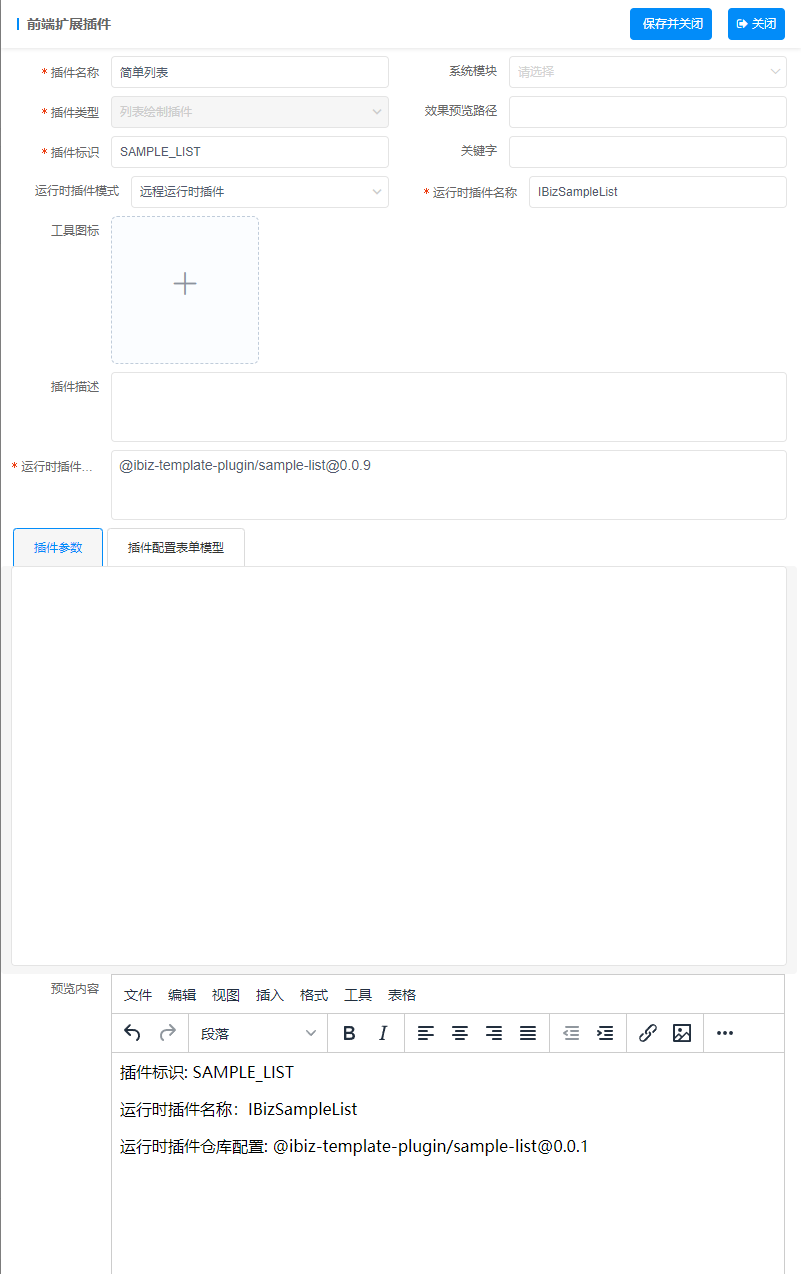 前端扩展插件
保存并关闭
关闭
* 插件名称 简单列表
系统模块 请选择
* 插件类型 列表绘制插件
效果预览路径
* 插件标识 SAMPLE_LIST
关键字
运行时插件模式 远程运行时插件
* 运行时插件名称 IBizSampleList
工具图标
插件描述
* 运行时插件... @ibiz-template-plugin/sample-list@0.0.9
插件参数 插件配置表单模型
预览内容
文件 编辑 视图 插入 格式 工具 表格
段落 B I
插件标识: SAMPLE_LIST
运行时插件名称：IBizSampleList
运行时插件仓库配置: @ibiz-template-plugin/sample-list@0.0.1